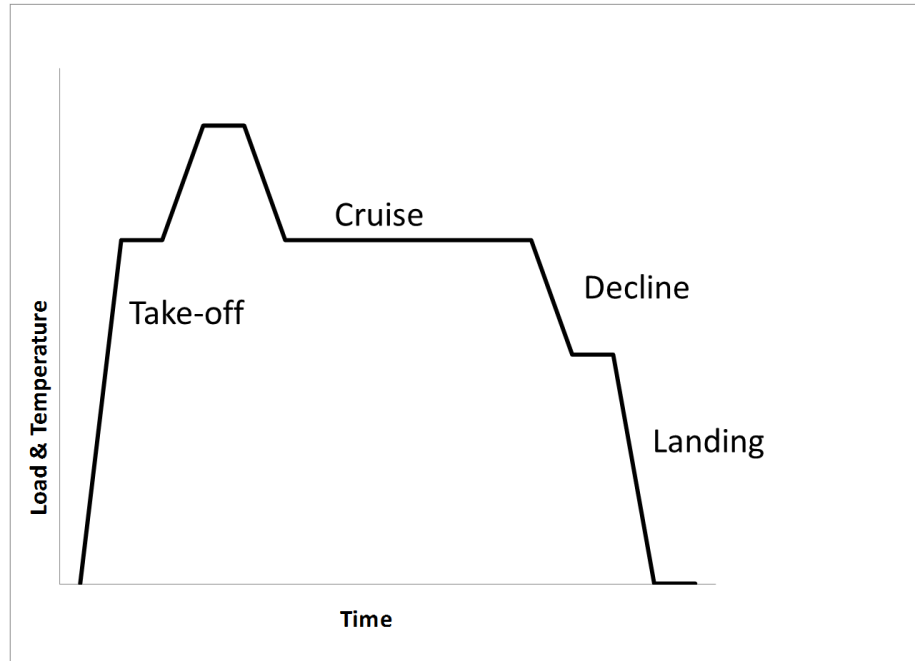 Cruise
Decline
Take-off
Landing
Load & Temperature
Time